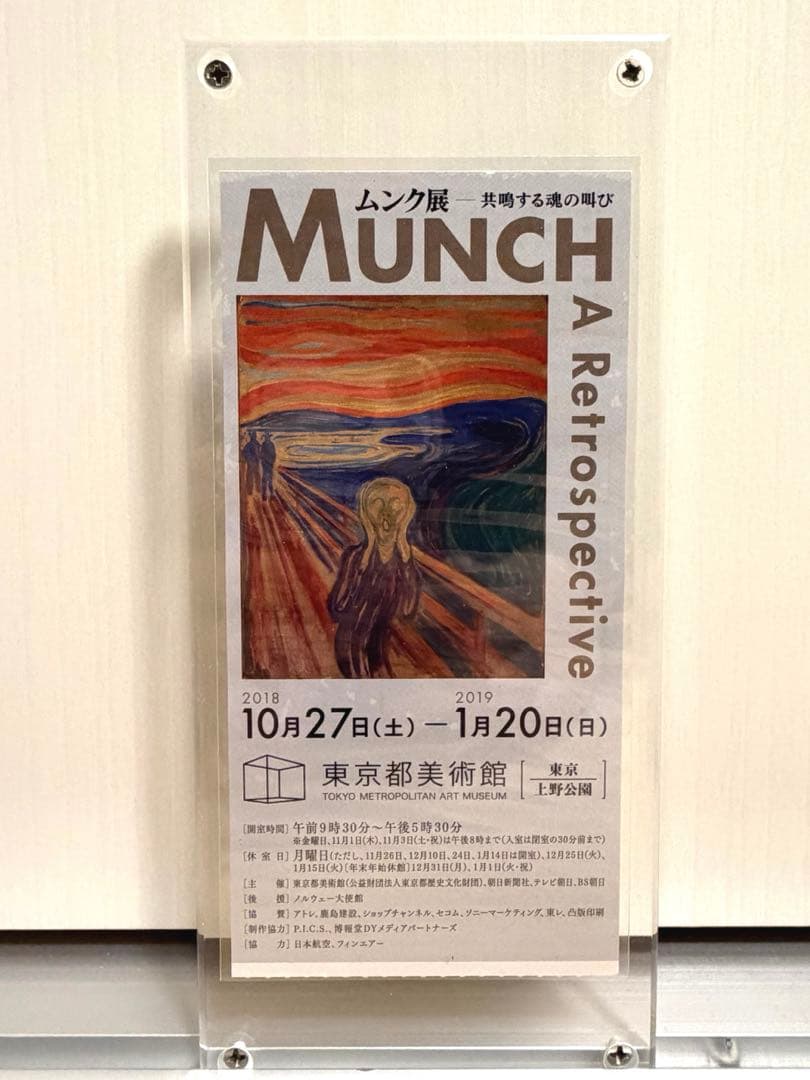 ムンク展 ― 共鳴する魂の叫び
MUNCH
A Retrospective
2018 2019
10月27日(土) ― 1月20日(日)
東京都美術館 [東京 上野公園]
TOKYO METROPOLITAN ART MUSEUM
[開室時間] 午前9時30分〜午後5時30分
※金曜日、11月1日(木)、11月3日(土・祝)は午後8時まで(入室は閉室の30分前まで)
[休室日] 月曜日(ただし、11月26日、12月10日、24日、1月14日は開室)、12月25日(火)、
1月15日(火) [年末年始休館] 12月31日(月)、1月1日(火・祝)
[主催] 東京都美術館(公益財団法人東京都歴史文化財団)、朝日新聞社、テレビ朝日、BS朝日
[後援] ノルウェー大使館
[協賛] アトレ、鹿島建設、ショップチャンネル、セコム、ソニーマーケティング、東レ、凸版印刷
[制作協力] P.I.C.S.、博報堂DYメディアパートナーズ
[協力] 日本航空、フィンエアー